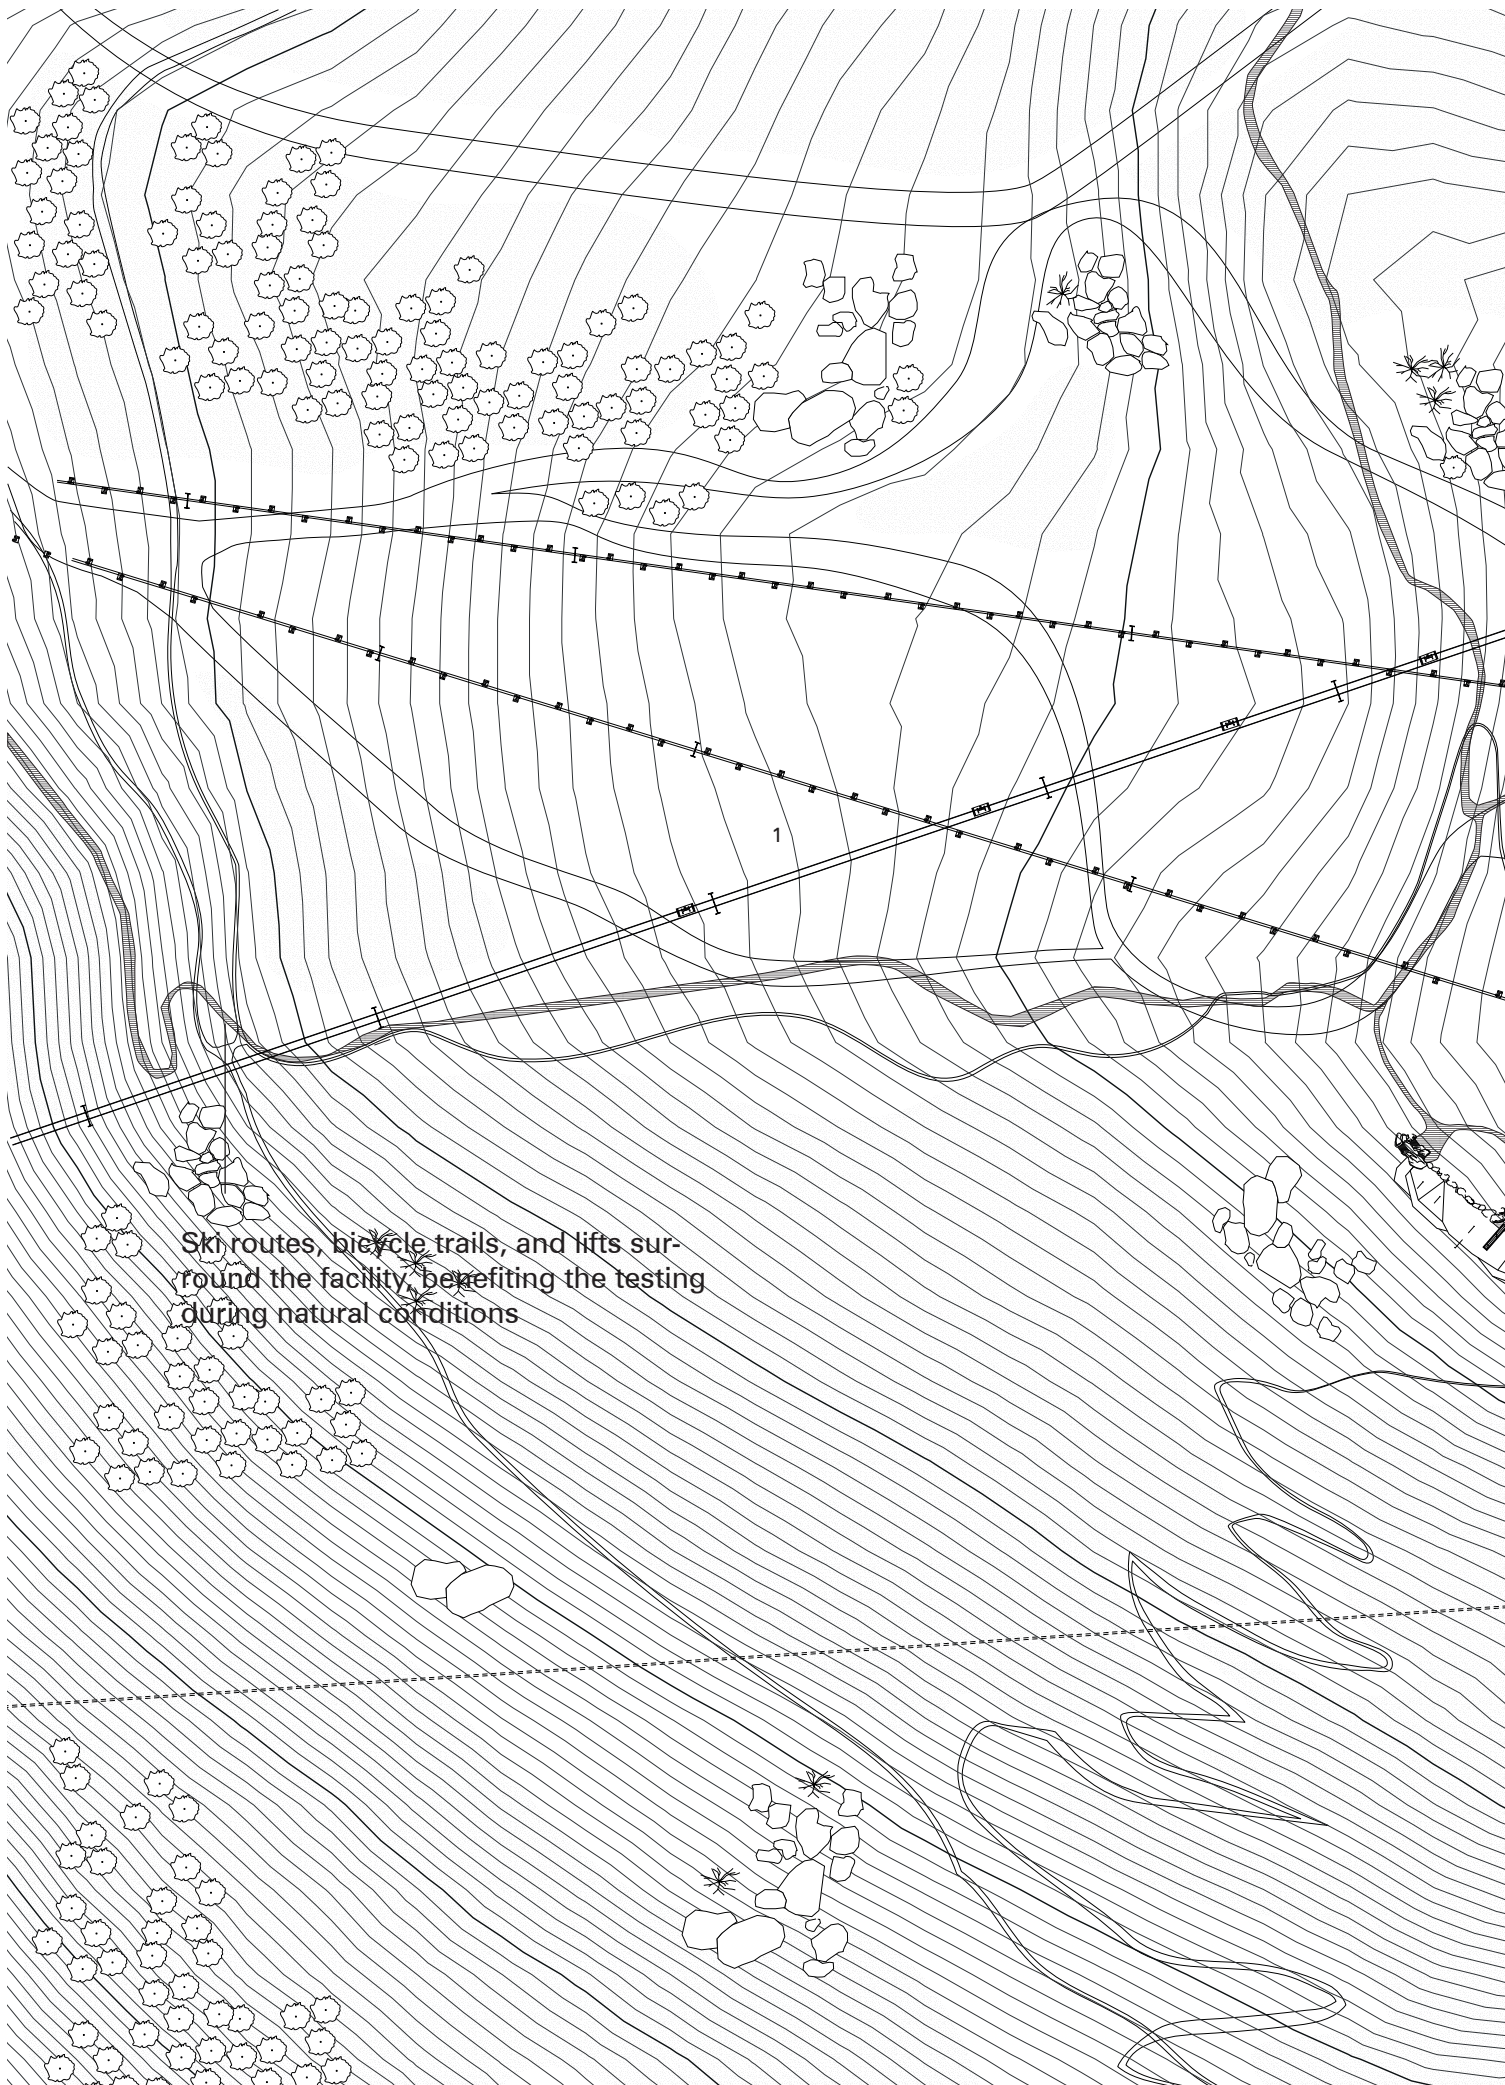 1
Ski routes, bicycle trails, and lifts sur-
round the facility, benefiting the testing
during natural conditions